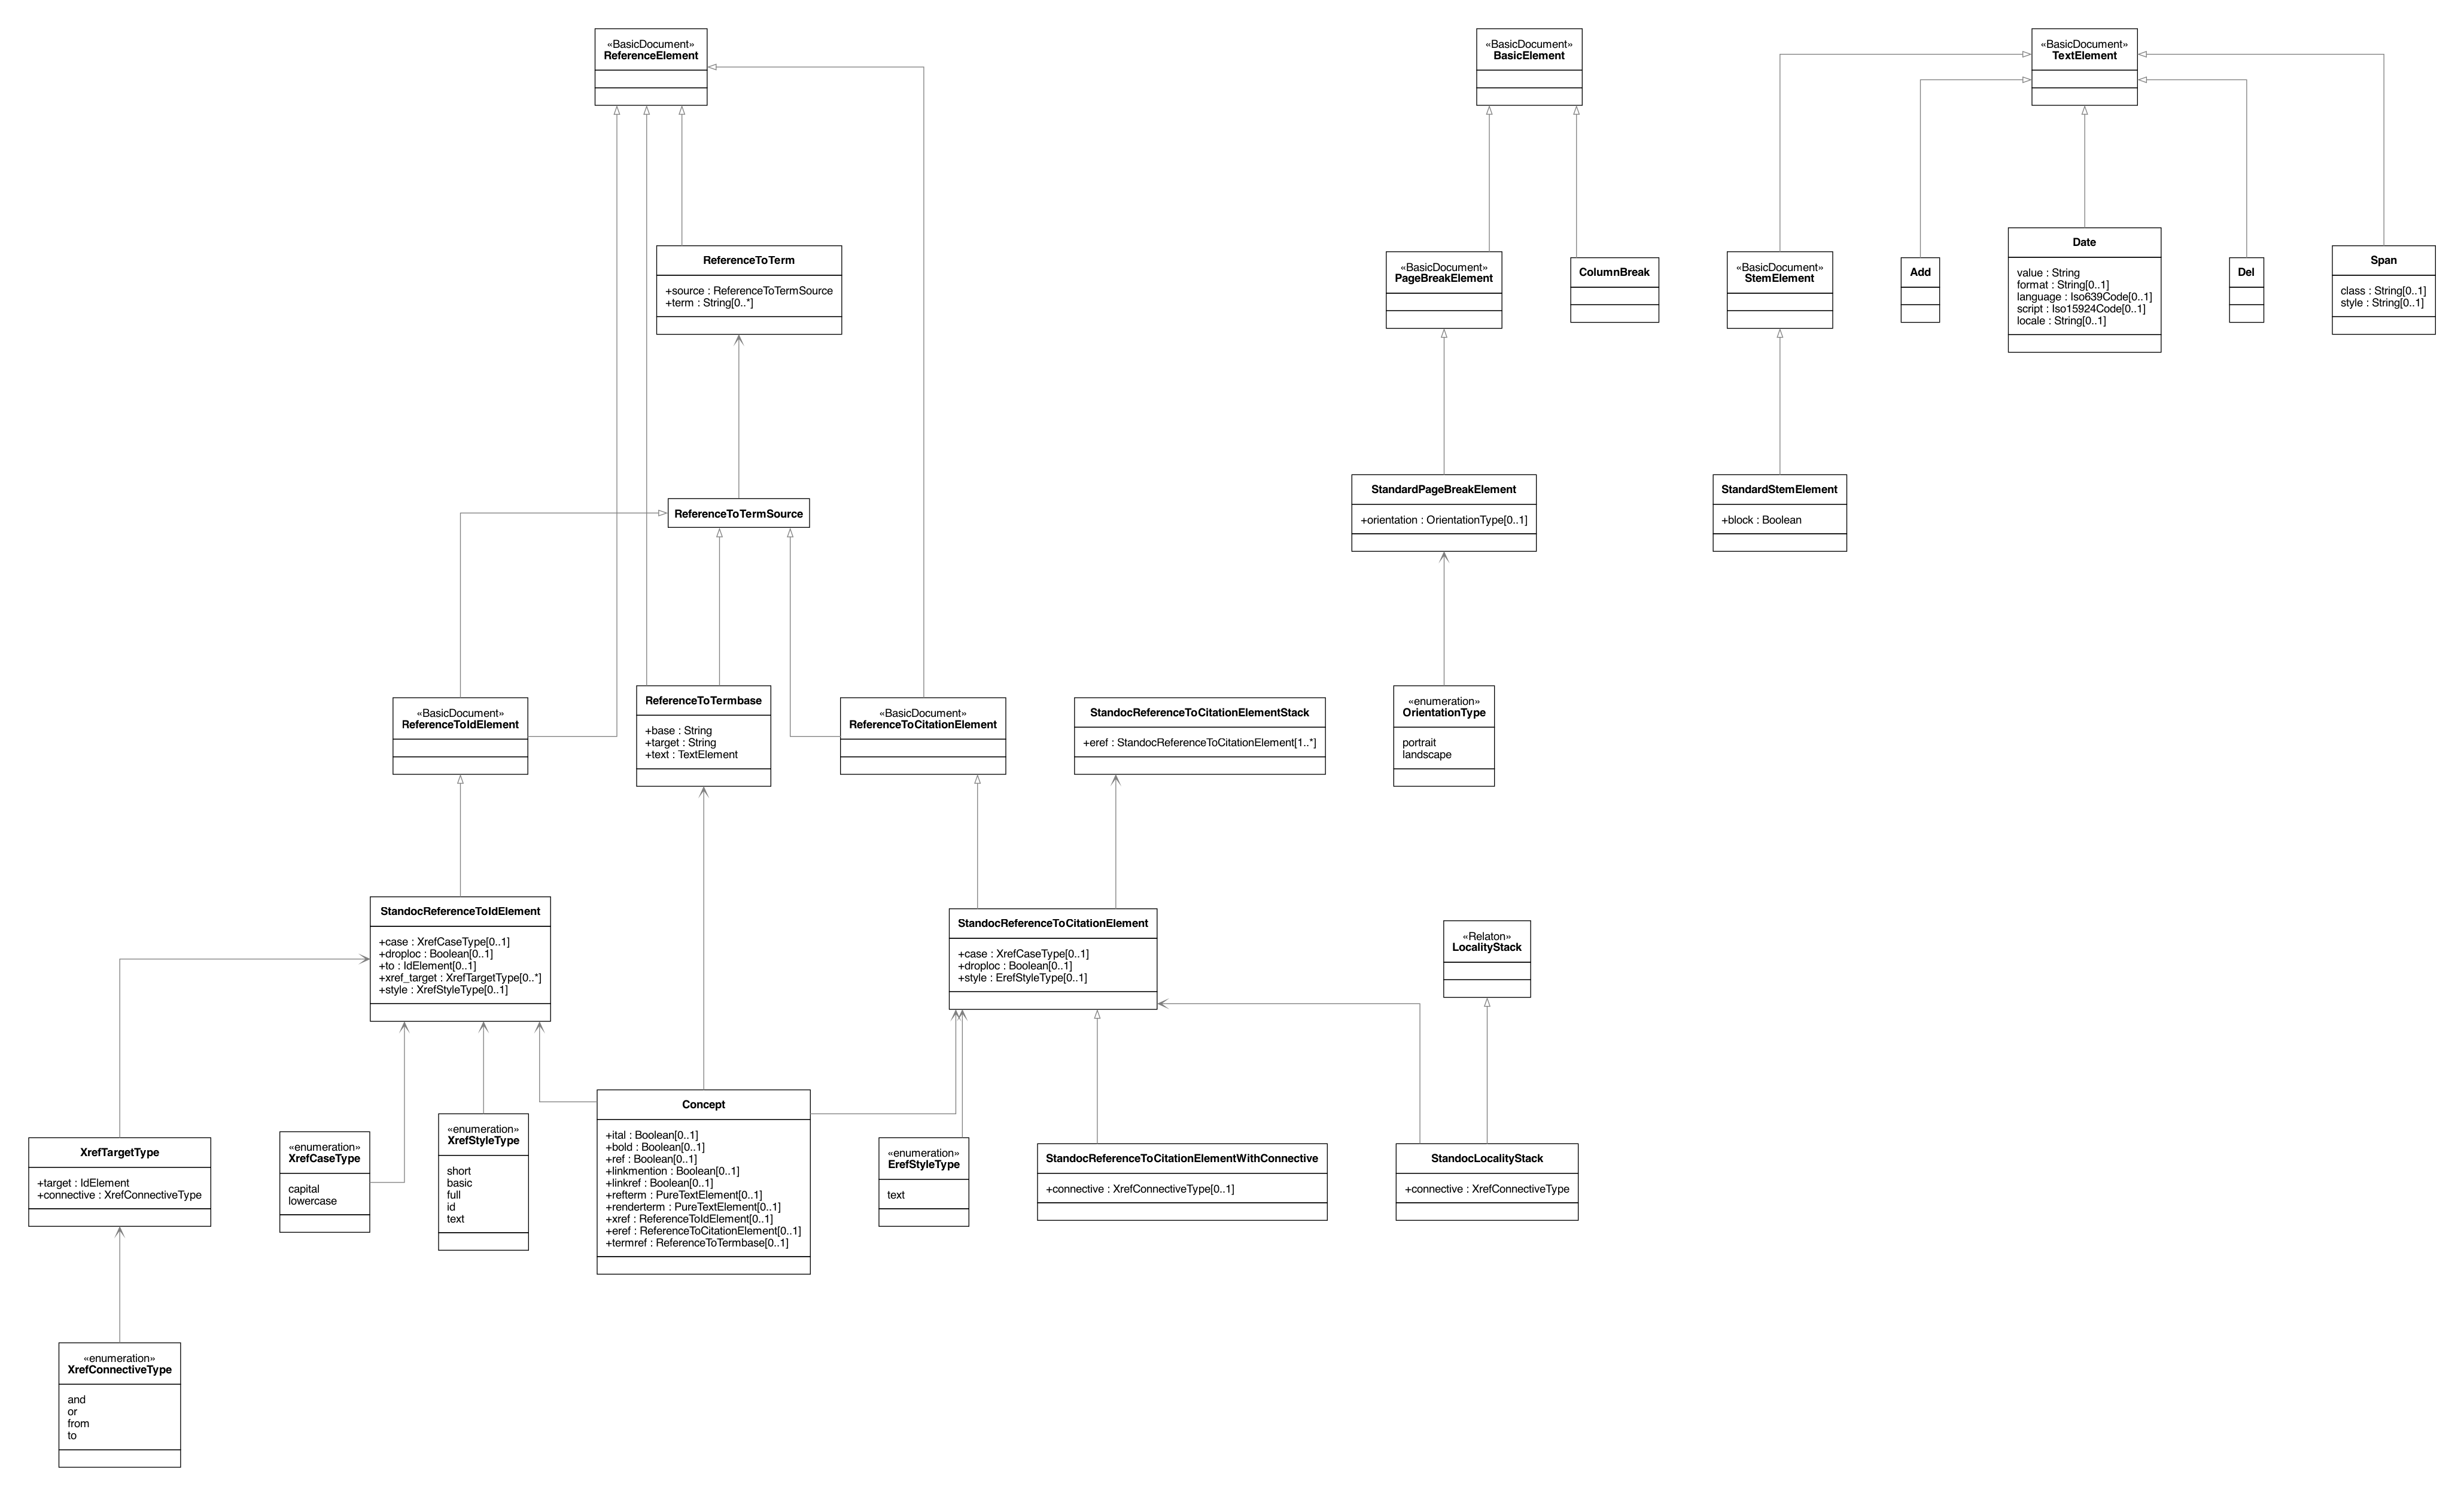 «BasicDocument»
ReferenceElement
«BasicDocument»
BasicElement
«BasicDocument»
TextElement
ReferenceToTerm
+source : ReferenceToTermSource
+term : String[0..*]
«BasicDocument»
PageBreakElement
ColumnBreak
«BasicDocument»
StemElement
Add
Date
value : String
format : String[0..1]
language : Iso639Code[0..1]
script : Iso15924Code[0..1]
locale : String[0..1]
Del
Span
class : String[0..1]
style : String[0..1]
ReferenceToTermSource
StandardPageBreakElement
+orientation : OrientationType[0..1]
StandardStemElement
+block : Boolean
«BasicDocument»
ReferenceToIdElement
ReferenceToTermbase
+base : String
+target : String
+text : TextElement
«BasicDocument»
ReferenceToCitationElement
StandocReferenceToCitationElementStack
+eref : StandocReferenceToCitationElement[1..*]
«enumeration»
OrientationType
portrait
landscape
StandocReferenceToIdElement
+case : XrefCaseType[0..1]
+droploc : Boolean[0..1]
+to : IdElement[0..1]
+xref_target : XrefTargetType[0..*]
+style : XrefStyleType[0..1]
StandocReferenceToCitationElement
+case : XrefCaseType[0..1]
+droploc : Boolean[0..1]
+style : ErefStyleType[0..1]
«Relaton»
LocalityStack
XrefTargetType
+target : IdElement
+connective : XrefConnectiveType
«enumeration»
XrefCaseType
capital
lowercase
«enumeration»
XrefStyleType
short
basic
full
id
text
Concept
+ital : Boolean[0..1]
+bold : Boolean[0..1]
+ref : Boolean[0..1]
+linkmention : Boolean[0..1]
+linkref : Boolean[0..1]
+refterm : PureTextElement[0..1]
+renderterm : PureTextElement[0..1]
+xref : ReferenceToIdElement[0..1]
+eref : ReferenceToCitationElement[0..1]
+termref : ReferenceToTermbase[0..1]
«enumeration»
ErefStyleType
text
StandocReferenceToCitationElementWithConnective
+connective : XrefConnectiveType[0..1]
StandocLocalityStack
+connective : XrefConnectiveType
«enumeration»
XrefConnectiveType
and
or
from
to